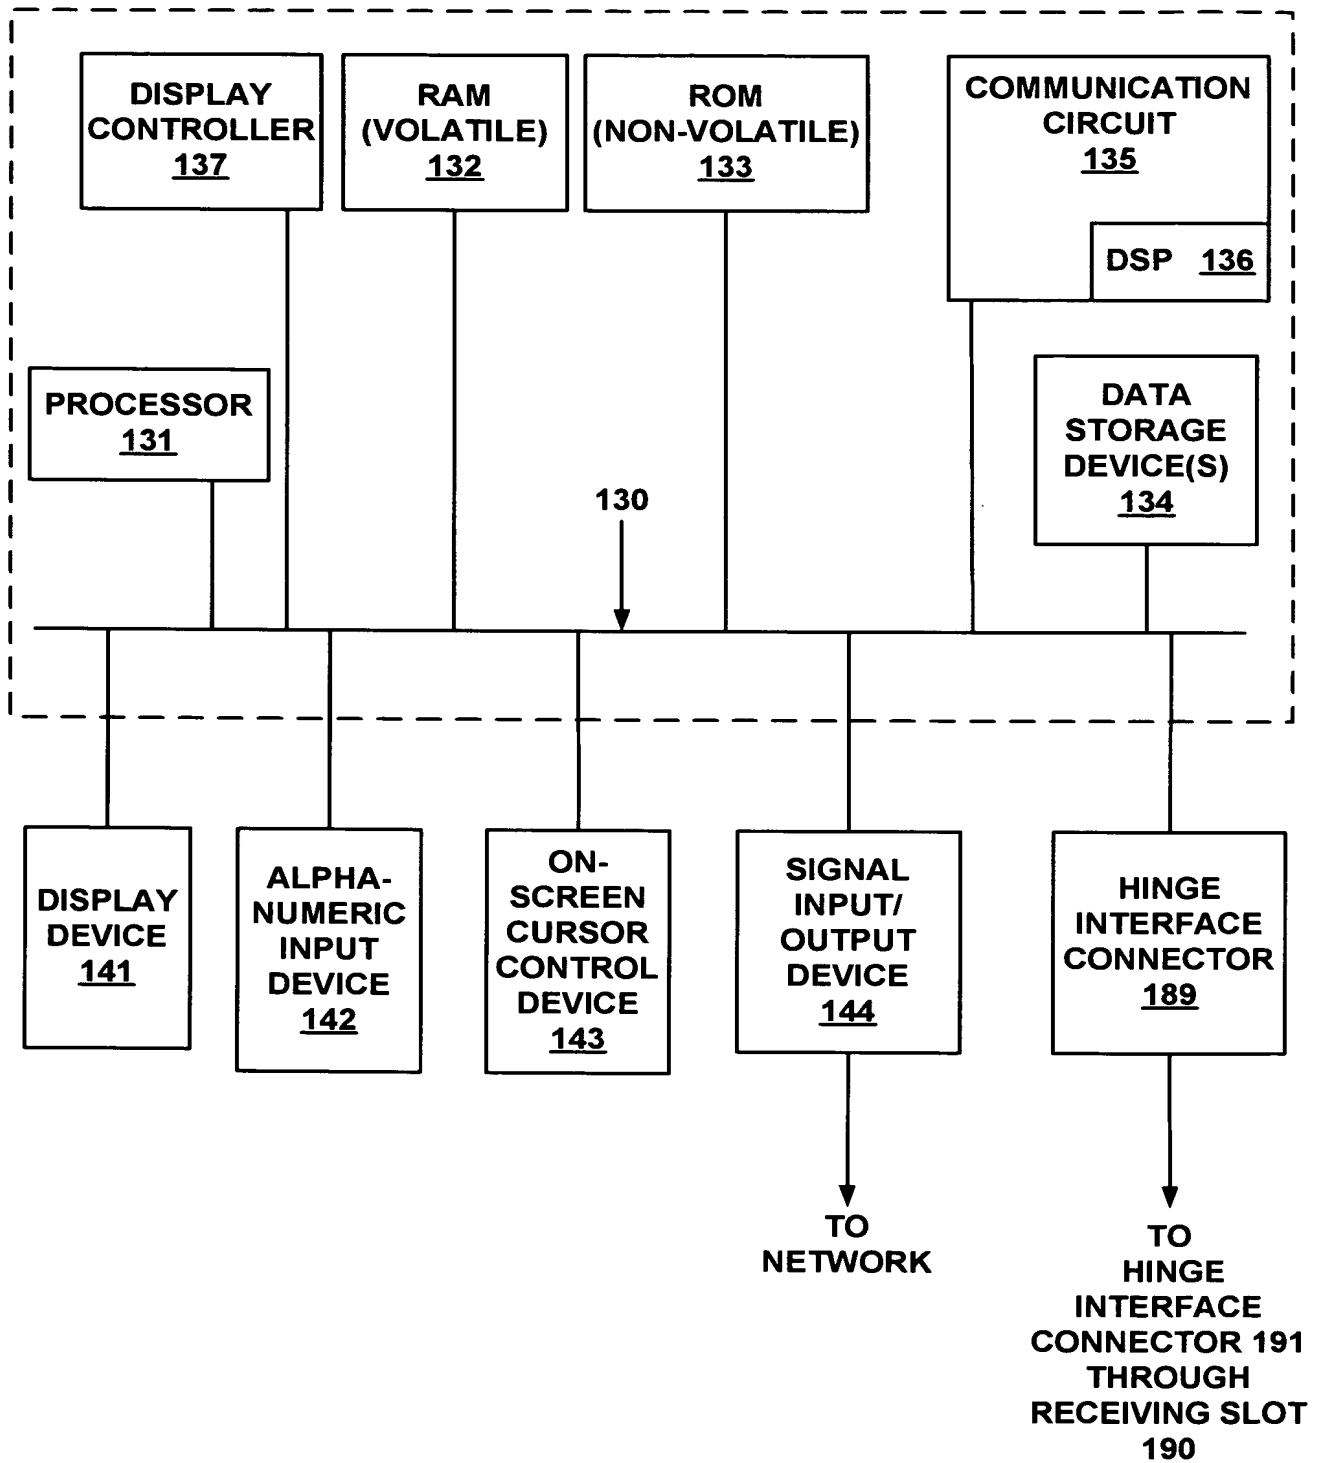 DISPLAY
CONTROLLER
137
RAM
(VOLATILE)
132
ROM
(NON-VOLATILE)
133
COMMUNICATION
CIRCUIT
135
DSP 136
PROCESSOR
131
DATA
STORAGE
DEVICE(S)
134
130
DISPLAY
DEVICE
141
ALPHA-
NUMERIC
INPUT
DEVICE
142
ON-
SCREEN
CURSOR
CONTROL
DEVICE
143
SIGNAL
INPUT/
OUTPUT
DEVICE
144
HINGE
INTERFACE
CONNECTOR
189
TO
NETWORK
TO
HINGE
INTERFACE
CONNECTOR 191
THROUGH
RECEIVING SLOT
190